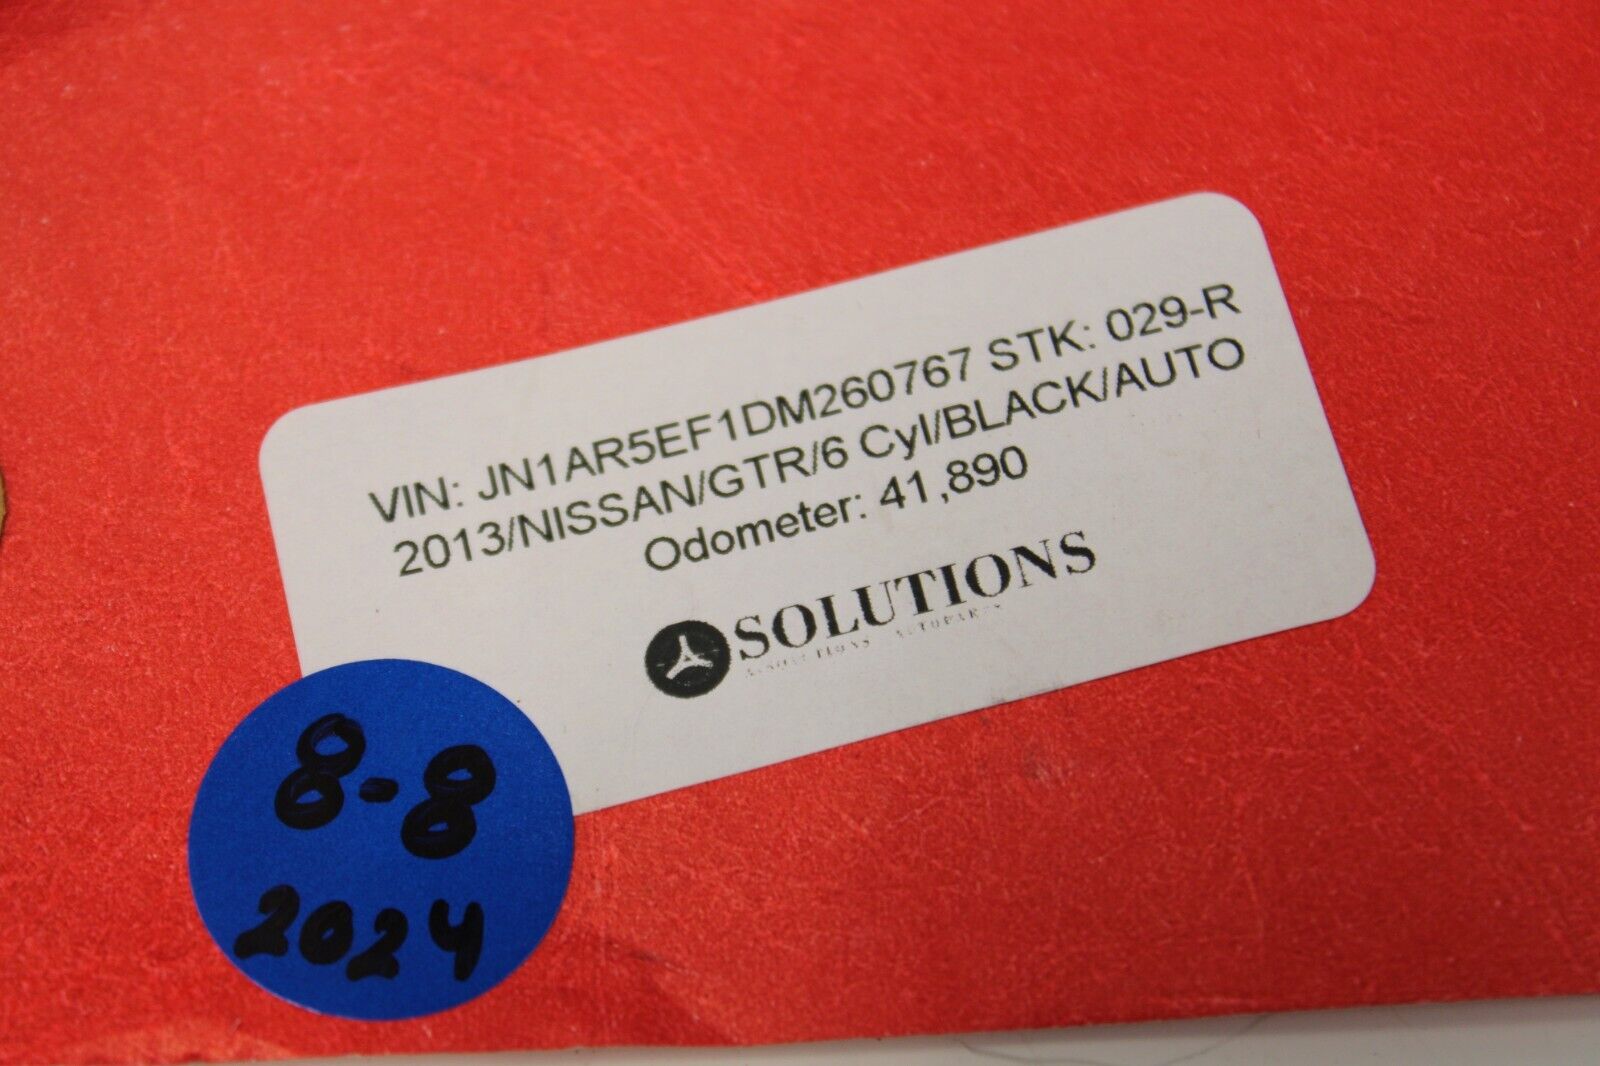 VIN: JN1AR5EF1DM260767 STK: 029-R
2013/NISSAN/GTR/6 Cyl/BLACK/AUTO
Odometer: 41,890
SOLUTIONS
8-8
2024